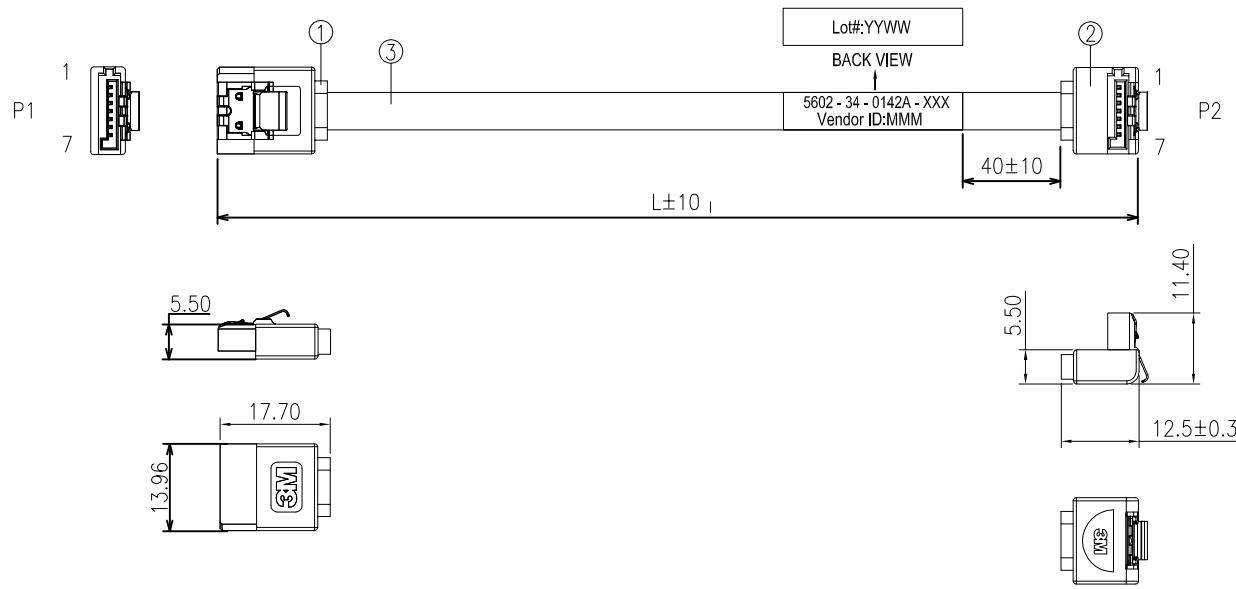 Lot#:YYWW
BACK VIEW
5602 - 34 - 0142A - XXX
Vendor ID:MMM
1
2
3
P1
1
7
P2
1
7
40±10
L±10
5.50
17.70
13.96
3M
5.50
11.40
12.5±0.3
3M